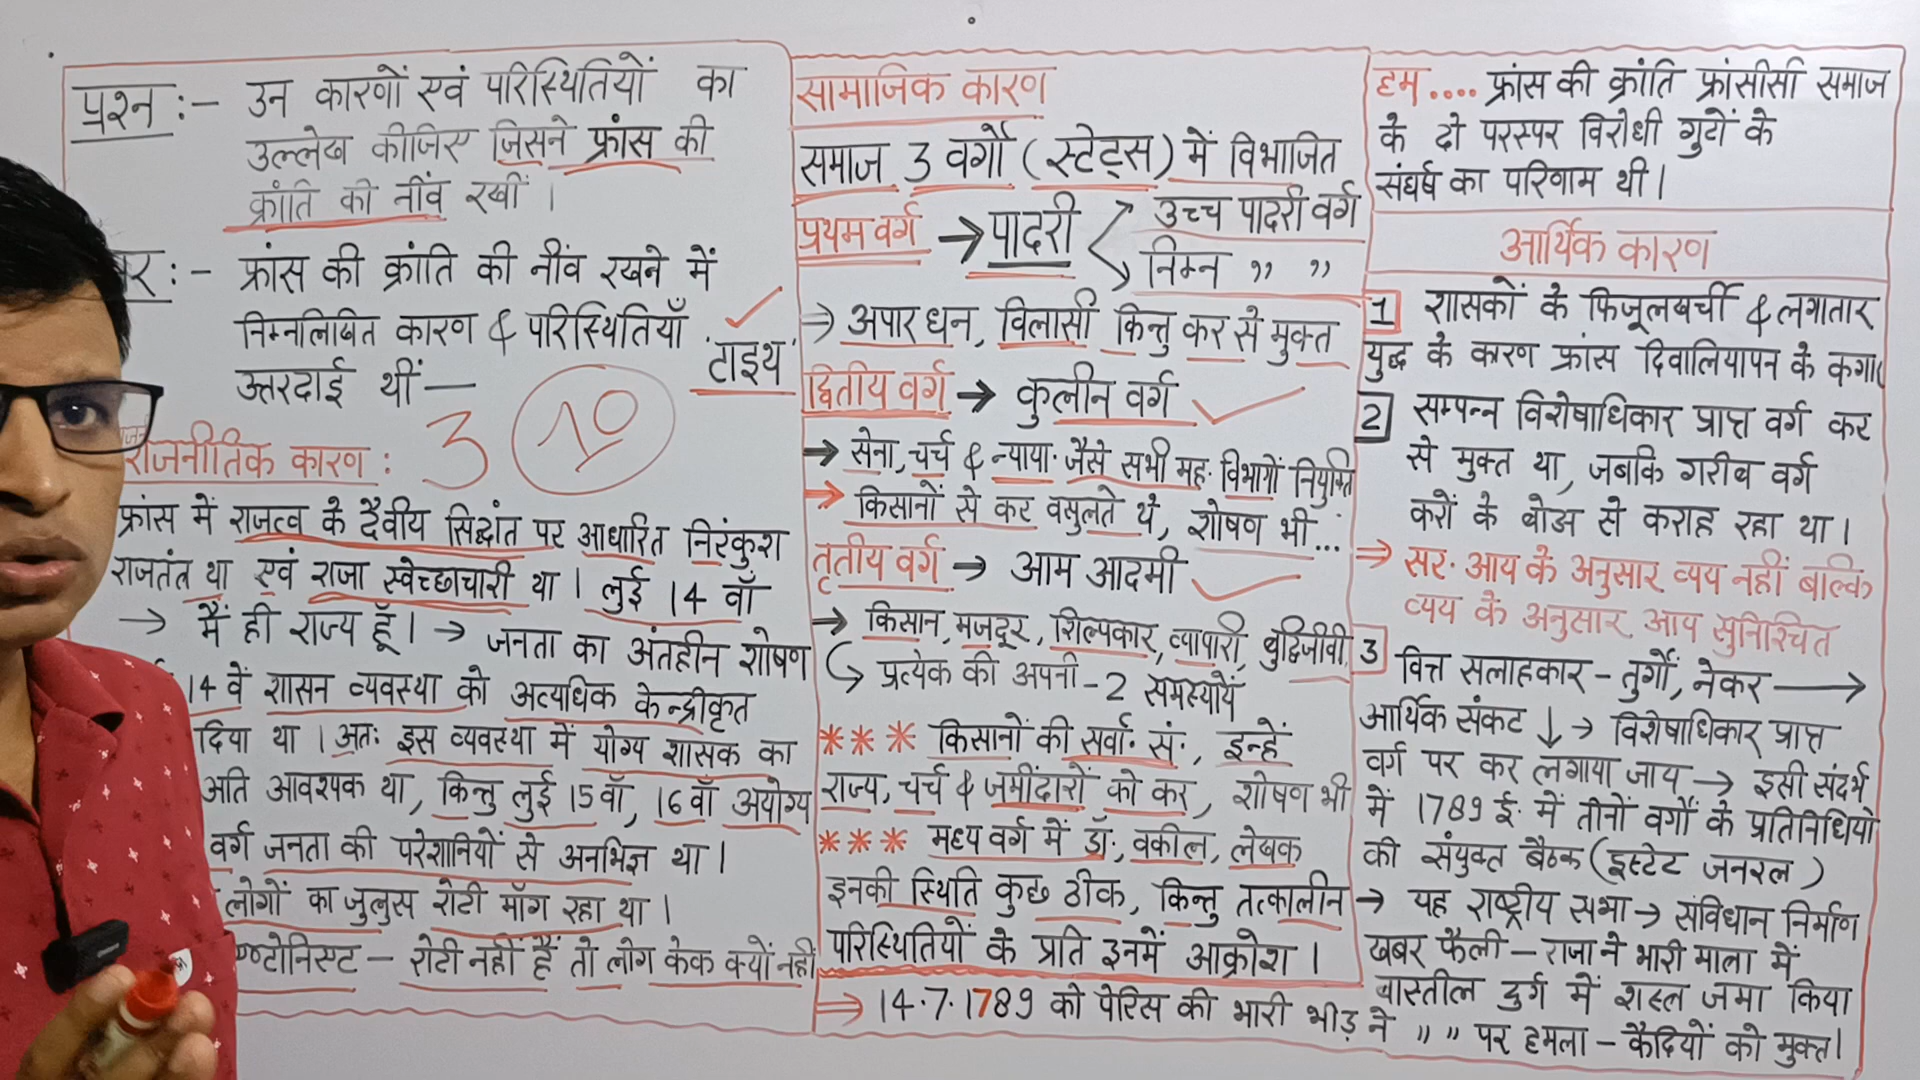 प्रश्न :- उन कारणों एवं परिस्थितियों का
उल्लेख कीजिए जिसने फ्रांस की
क्रांति की नींव रखीं ।
र :- फ्रांस की क्रांति की नींव रखने में
निम्नलिखित कारण & परिस्थितियाँ
उत्तरदाई थीं —
टाइथ
3 10
राजनीतिक कारण :
फ्रांस में राजत्व के दैवीय सिद्धांत पर आधारित निरंकुश
राजतंत्र था एवं राजा स्वेच्छाचारी था । लुई 14 वाँ
→ मैं ही राज्य हूँ । → जनता का अंतहीन शोषण
14 वें शासन व्यवस्था को अत्यधिक केन्द्रीकृत
दिया था । अतः इस व्यवस्था में योग्य शासक का
अति आवश्यक था, किन्तु लुई 15 वाँ, 16 वाँ अयोग्य
वर्ग जनता की परेशानियों से अनभिज्ञ था ।
लोगों का जुलुस रोटी माँग रहा था ।
ण्टोनिएट – रोटी नहीं हैं तो लोग केक क्यों नहीं
सामाजिक कारण
समाज 3 वर्गों (स्टेट्स) में विभाजित
प्रथम वर्ग → पादरी
उच्च पादरी वर्ग
निम्न ,, ,,
⇒ अपार धन, विलासी किन्तु कर से मुक्त
द्वितीय वर्ग → कुलीन वर्ग
→ सेना, चर्च & न्याया॰ जैसे सभी मह॰ विभागों नियुक्ति
→ किसानों से कर वसुलते थे, शोषण भी...
तृतीय वर्ग → आम आदमी
→ किसान, मजदूर, शिल्पकार, व्यापारी, बुद्धिजीवी
↳ प्रत्येक की अपनी - 2 समस्यायें
*** किसानों की सर्वा॰ सं॰, इन्हें
राज्य, चर्च & जमींदारों को कर, शोषण भी
*** मध्य वर्ग में डॉ॰, वकील, लेखक
इनकी स्थिति कुछ ठीक, किन्तु तत्कालीन
परिस्थितियों के प्रति इनमें आक्रोश ।
⇒ 14.7.1789 को पेरिस की भारी भीड़ ने ,, ,, पर हमला – कैदियों को मुक्त ।
हम .... फ्रांस की क्रांति फ्रांसीसी समाज
के दो परस्पर विरोधी गुटों के
संघर्ष का परिणाम थी ।
आर्थिक कारण
1 शासकों के फिजूलखर्ची & लगातार
युद्ध के कारण फ्रांस दिवालियापन के कगार
2 सम्पन्न विशेषाधिकार प्राप्त वर्ग कर
से मुक्त था, जबकि गरीब वर्ग
करों के बोझ से कराह रहा था ।
⇒ सर॰ आय के अनुसार व्यय नहीं बल्कि
व्यय के अनुसार आय सुनिश्चित
3 वित्त सलाहकार – तुर्गो, नेकर →
आर्थिक संकट ↓ → विशेषाधिकार प्राप्त
वर्ग पर कर लगाया जाय → इसी संदर्भ
में 1789 ई॰ में तीनों वर्गों के प्रतिनिधियों
की संयुक्त बैठक (इस्टेट जनरल)
→ यह राष्ट्रीय सभा → संविधान निर्माण
खबर फैली – राजा ने भारी मात्रा में
बास्तील दुर्ग में शस्त्र जमा किया